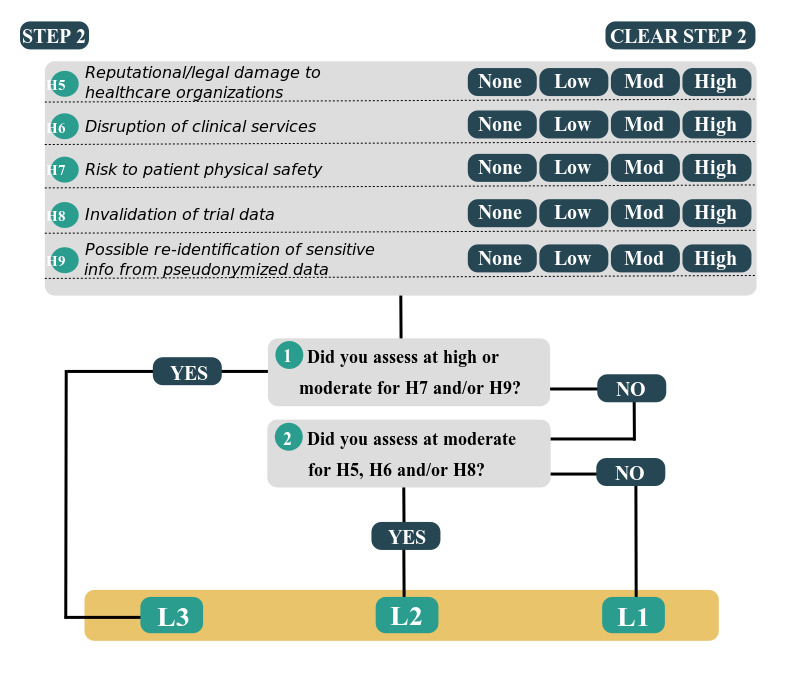 STEP 2
CLEAR STEP 2
H5 Reputational/legal damage to
healthcare organizations
None Low Mod High
H6 Disruption of clinical services None Low Mod High
H7 Risk to patient physical safety None Low Mod High
H8 Invalidation of trial data None Low Mod High
H9 Possible re-identification of sensitive
info from pseudonymized data
None Low Mod High
1 Did you assess at high or
moderate for H7 and/or H9?
YES
NO
2 Did you assess at moderate
for H5, H6 and/or H8?
NO
YES
L3 L2 L1